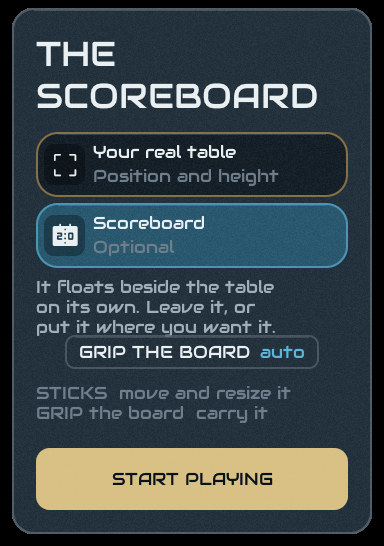 THE
SCOREBOARD
Your real table
Position and height
2:0
Scoreboard
Optional
It floats beside the table
on its own. Leave it, or
put it where you want it.
GRIP THE BOARD auto
STICKS move and resize it
GRIP the board carry it
START PLAYING